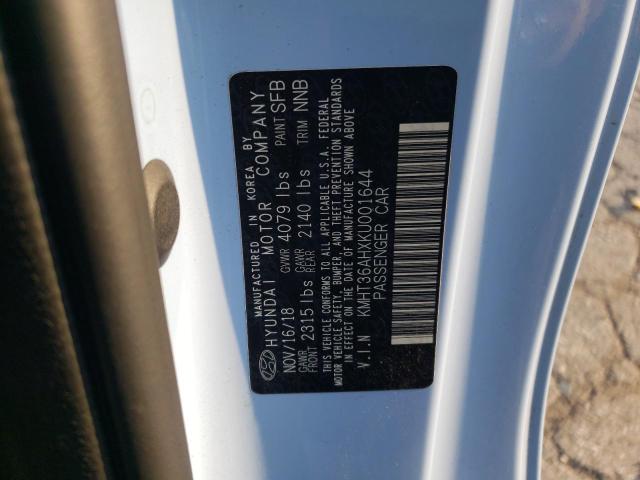 MANUFACTURED IN KOREA BY
HYUNDAI MOTOR COMPANY
NOV/16/18 GVWR 4079 lbs PAINT SFB
GAWR FRONT 2315 lbs GAWR REAR 2140 lbs TRIM NNB
THIS VEHICLE CONFORMS TO ALL APPLICABLE U.S.A. FEDERAL
MOTOR VEHICLE SAFETY, BUMPER, AND THEFT PREVENTION STANDARDS
IN EFFECT ON THE DATE OF MANUFACTURE SHOWN ABOVE
V.I.N KMHT36AHXKU001644
PASSENGER CAR